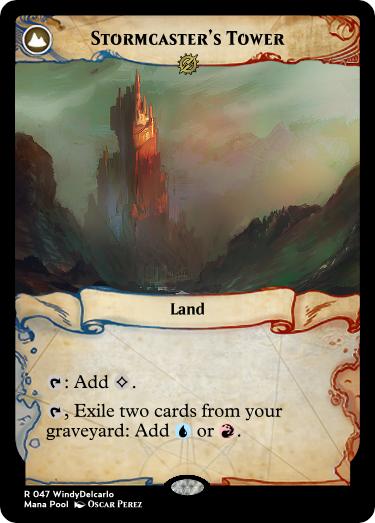 Stormcaster's Tower
Land
: Add .
, Exile two cards from your
graveyard: Add or .
R 047 WindyDelcarlo
Mana Pool Oscar Perez